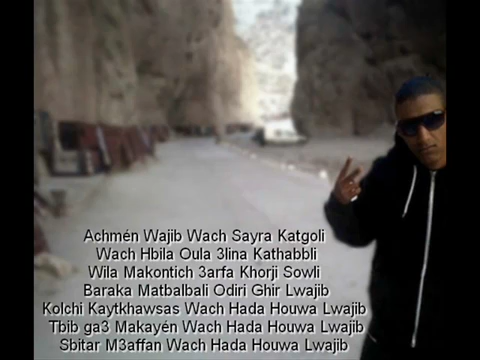 Achmén Wajib Wach Sayra Katgoli
Wach Hbila Oula 3lina Kathabbli
Wila Makontich 3arfa Khorji Sowli
Baraka Matbalbali Odiri Ghir Lwajib
Kolchi Kaytkhawsas Wach Hada Houwa Lwajib
Tbib ga3 Makayén Wach Hada Houwa Lwajib
Sbitar M3affan Wach Hada Houwa Lwajib